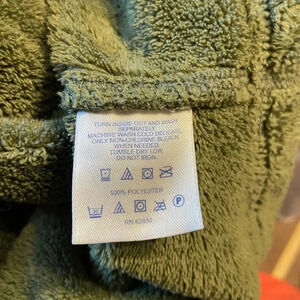 TURN INSIDE OUT AND WASH
SEPARATELY.
MACHINE WASH COLD DELICATE.
ONLY NON-CHLORINE BLEACH
WHEN NEEDED.
TUMBLE DRY LOW.
DO NOT IRON.
100% POLYESTER
P
RN 62830